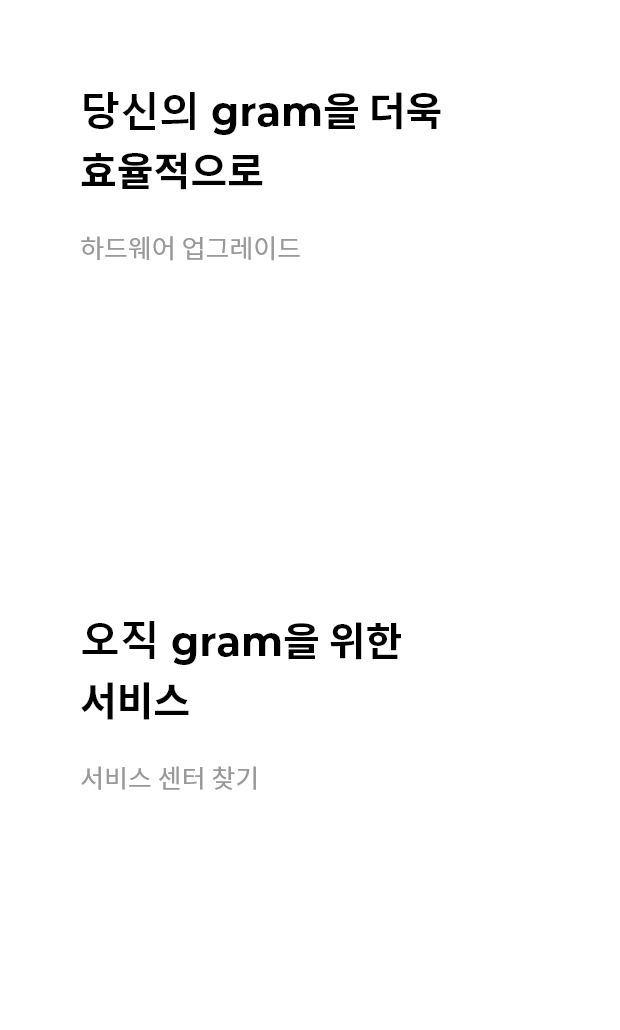 당신의 gram을 더욱
효율적으로
하드웨어 업그레이드
오직 gram을 위한
서비스
서비스 센터 찾기